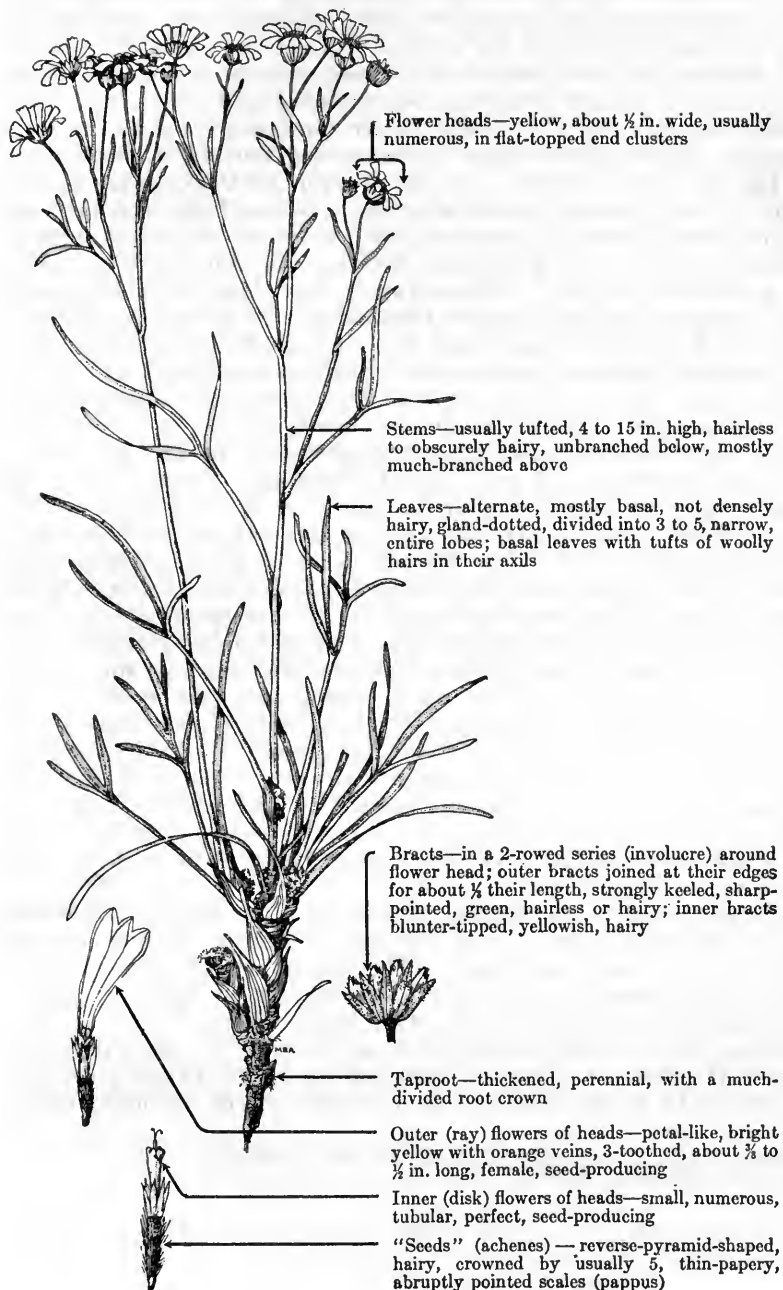 Flower heads—yellow, about ½ in. wide, usually
numerous, in flat-topped end clusters
Stems—usually tufted, 4 to 15 in. high, hairless
to obscurely hairy, unbranched below, mostly
much-branched above
Leaves—alternate, mostly basal, not densely
hairy, gland-dotted, divided into 3 to 5, narrow,
entire lobes; basal leaves with tufts of woolly
hairs in their axils
Bracts—in a 2-rowed series (involucre) around
flower head; outer bracts joined at their edges
for about their length, strongly keeled, sharp-
pointed, green, hairless or hairy; inner bracts
blunter-tipped, yellowish, hairy
M.B.A.
Taproot—thickened, perennial, with a much-
divided root crown
Outer (ray) flowers of heads—petal-like, bright
yellow with orange veins, 3-toothed, about ⅜ to
½ in. long, female, seed-producing
Inner (disk) flowers of heads—small, numerous,
tubular, perfect, seed-producing
"Seeds" (achenes) — reverse-pyramid-shaped,
hairy, crowned by usually 5, thin-papery,
abruptly pointed scales (pappus)